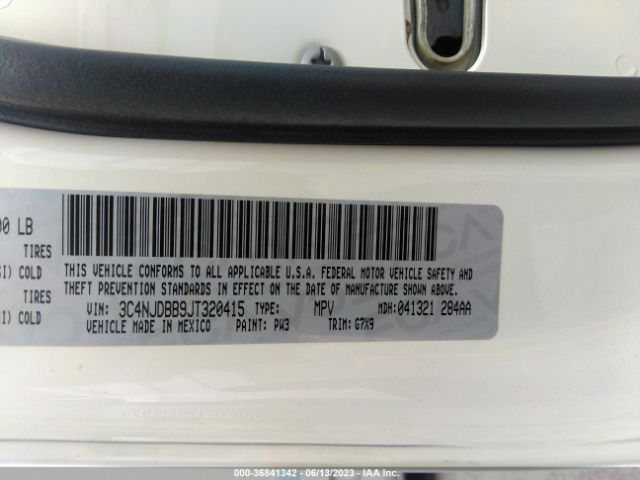 00 LB
TIRES
SI) COLD
TIRES
SI) COLD
THIS VEHICLE CONFORMS TO ALL APPLICABLE U.S.A. FEDERAL MOTOR VEHICLE SAFETY AND
THEFT PREVENTION STANDARDS IN EFFECT ON THE DATE OF MANUFACTURE SHOWN ABOVE.
VIN: 3C4NJDBB9JT320415 TYPE: MPV MDH: 041321 284AA
VEHICLE MADE IN MEXICO PAINT: PW3 TRIM: G7X9
000-36841342 / 06/13/2023 - IAA Inc.